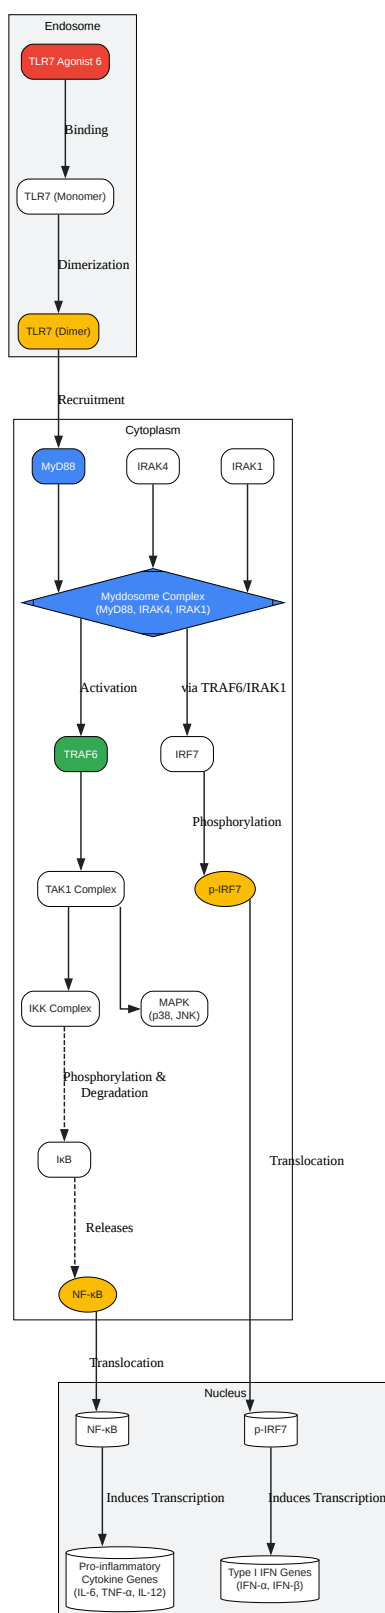 Endosome
TLR7 Agonist 6
Binding
TLR7 (Monomer)
Dimerization
TLR7 (Dimer)
Recruitment
Cytoplasm
MyD88
IRAK4
IRAK1
Myddosome Complex
(MyD88, IRAK4, IRAK1)
Activation
via TRAF6/IRAK1
TRAF6
IRF7
Phosphorylation
TAK1 Complex
p-IRF7
IKK Complex
MAPK
(p38, JNK)
Phosphorylation &
Degradation
IκB
Translocation
Releases
NF-κB
Translocation
Nucleus
NF-κB
p-IRF7
Induces Transcription
Induces Transcription
Pro-inflammatory
Cytokine Genes
(IL-6, TNF-α, IL-12)
Type I IFN Genes
(IFN-α, IFN-β)